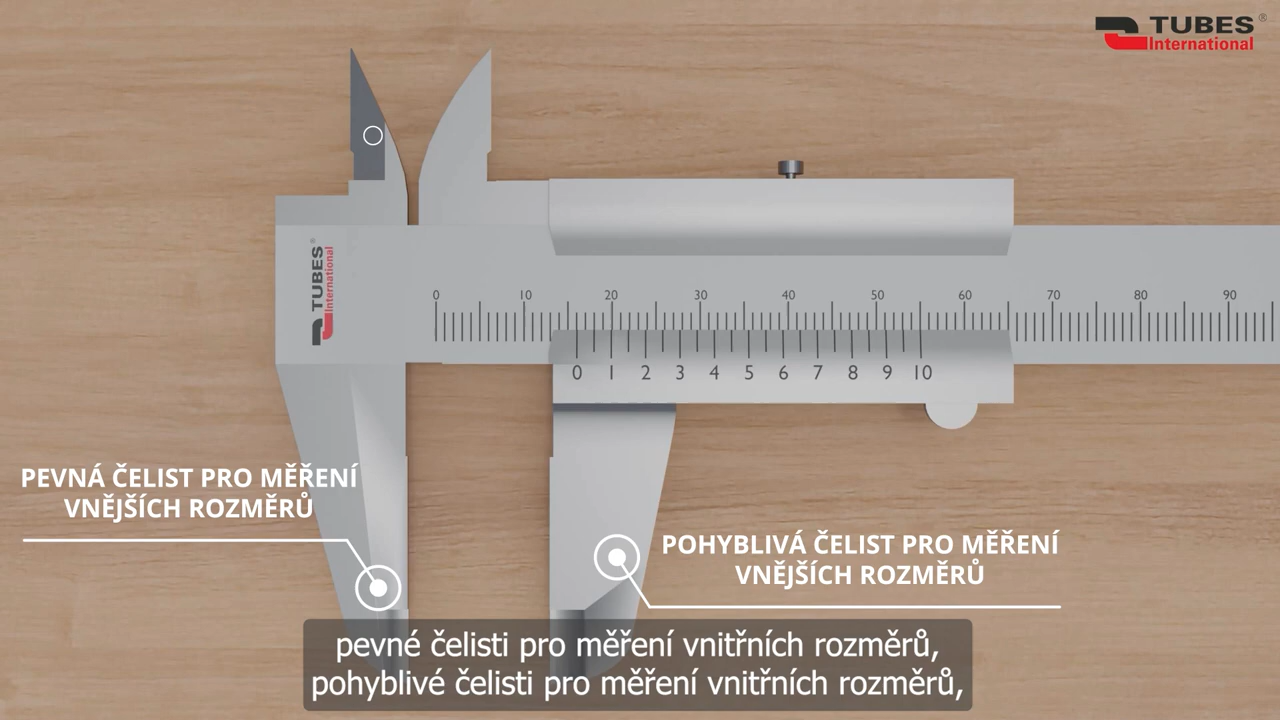 TUBES®
International
TUBES®
International
0 10 20 30 40 50 60 70 80 90
0 1 2 3 4 5 6 7 8 9 10
PEVNÁ ČELIST PRO MĚŘENÍ
VNĚJŠÍCH ROZMĚRŮ
POHYBLIVÁ ČELIST PRO MĚŘENÍ
VNĚJŠÍCH ROZMĚRŮ
pevné čelisti pro měření vnitřních rozměrů,
pohyblivé čelisti pro měření vnitřních rozměrů,